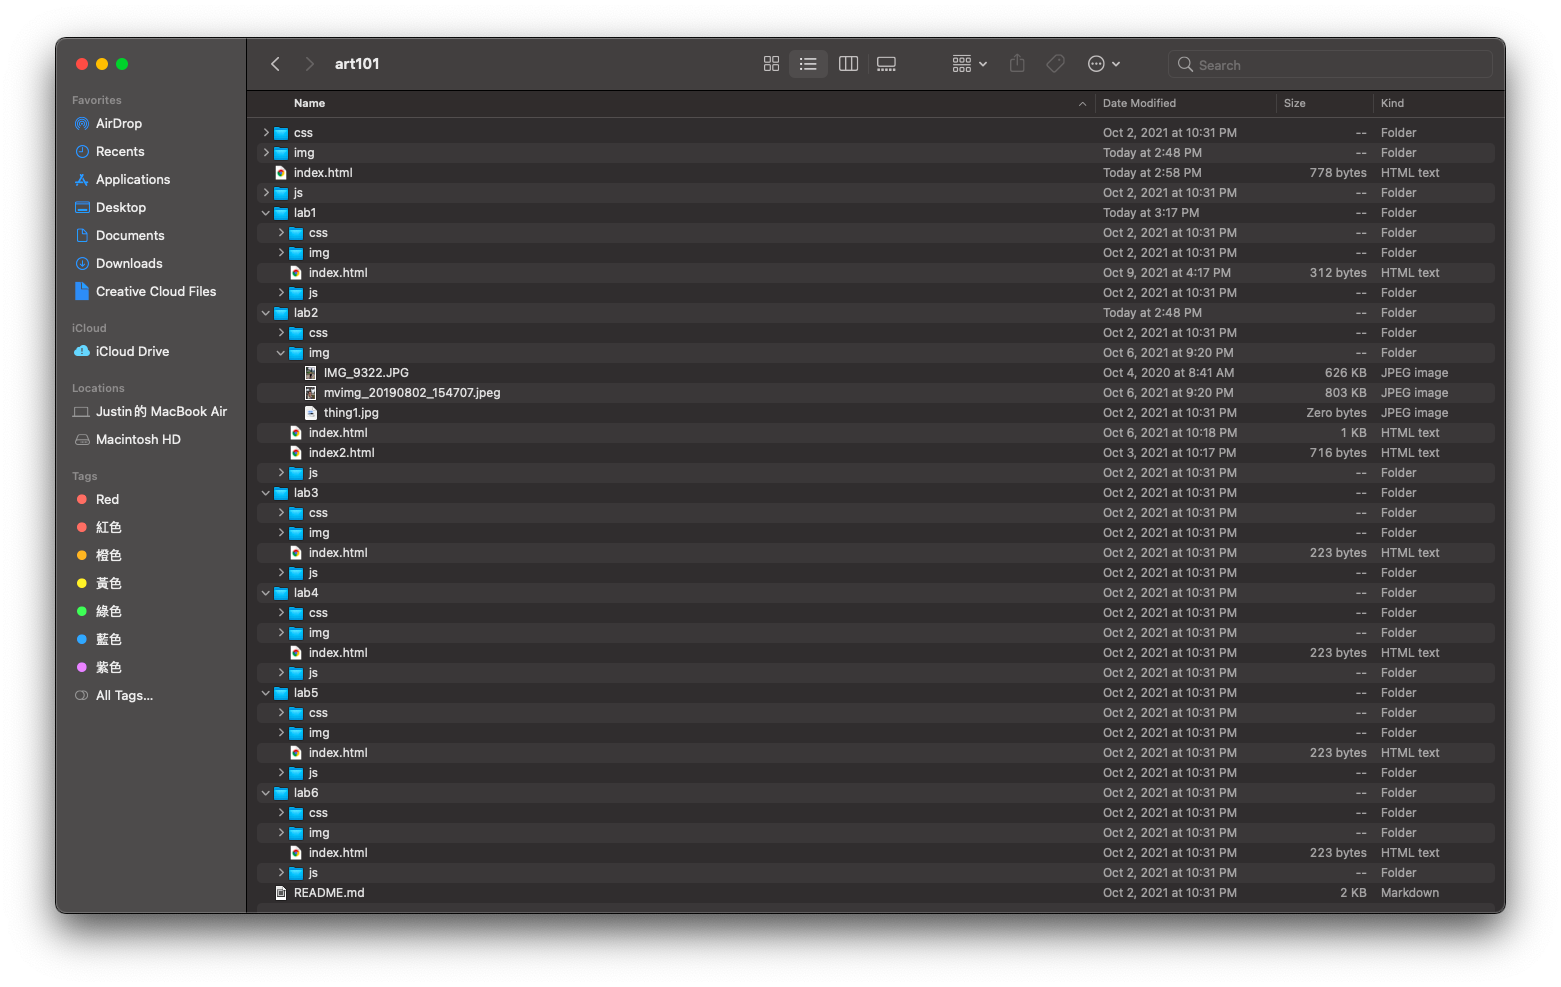 art101
Search
Favorites
AirDrop
Recents
Applications
Desktop
Documents
Downloads
Creative Cloud Files
iCloud
iCloud Drive
Locations
Justin的 MacBook Air
Macintosh HD
Tags
Red
紅色
橙色
黃色
綠色
藍色
紫色
All Tags...
Name Date Modified Size Kind
css Oct 2, 2021 at 10:31 PM -- Folder
img Today at 2:48 PM -- Folder
index.html Today at 2:58 PM 778 bytes HTML text
js Oct 2, 2021 at 10:31 PM -- Folder
lab1 Today at 3:17 PM -- Folder
css Oct 2, 2021 at 10:31 PM -- Folder
img Oct 2, 2021 at 10:31 PM -- Folder
index.html Oct 9, 2021 at 4:17 PM 312 bytes HTML text
js Oct 2, 2021 at 10:31 PM -- Folder
lab2 Today at 2:48 PM -- Folder
css Oct 2, 2021 at 10:31 PM -- Folder
img Oct 6, 2021 at 9:20 PM -- Folder
IMG_9322.JPG Oct 4, 2020 at 8:41 AM 626 KB JPEG image
mvimg_20190802_154707.jpeg Oct 6, 2021 at 9:20 PM 803 KB JPEG image
thing1.jpg Oct 2, 2021 at 10:31 PM Zero bytes JPEG image
index.html Oct 6, 2021 at 10:18 PM 1 KB HTML text
index2.html Oct 3, 2021 at 10:17 PM 716 bytes HTML text
js Oct 2, 2021 at 10:31 PM -- Folder
lab3 Oct 2, 2021 at 10:31 PM -- Folder
css Oct 2, 2021 at 10:31 PM -- Folder
img Oct 2, 2021 at 10:31 PM -- Folder
index.html Oct 2, 2021 at 10:31 PM 223 bytes HTML text
js Oct 2, 2021 at 10:31 PM -- Folder
lab4 Oct 2, 2021 at 10:31 PM -- Folder
css Oct 2, 2021 at 10:31 PM -- Folder
img Oct 2, 2021 at 10:31 PM -- Folder
index.html Oct 2, 2021 at 10:31 PM 223 bytes HTML text
js Oct 2, 2021 at 10:31 PM -- Folder
lab5 Oct 2, 2021 at 10:31 PM -- Folder
css Oct 2, 2021 at 10:31 PM -- Folder
img Oct 2, 2021 at 10:31 PM -- Folder
index.html Oct 2, 2021 at 10:31 PM 223 bytes HTML text
js Oct 2, 2021 at 10:31 PM -- Folder
lab6 Oct 2, 2021 at 10:31 PM -- Folder
css Oct 2, 2021 at 10:31 PM -- Folder
img Oct 2, 2021 at 10:31 PM -- Folder
index.html Oct 2, 2021 at 10:31 PM 223 bytes HTML text
js Oct 2, 2021 at 10:31 PM -- Folder
README.md Oct 2, 2021 at 10:31 PM 2 KB Markdown